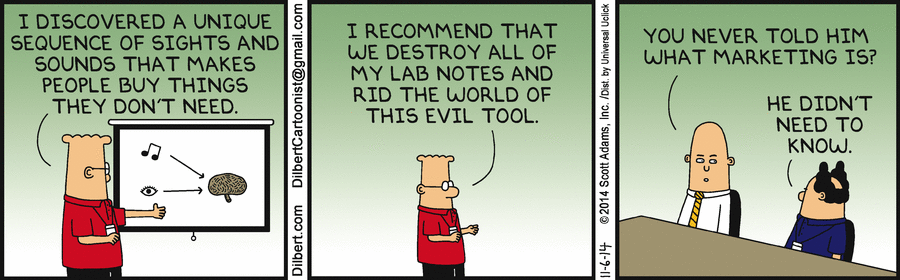 I DISCOVERED A UNIQUE
SEQUENCE OF SIGHTS AND
SOUNDS THAT MAKES
PEOPLE BUY THINGS
THEY DON'T NEED.
Dilbert.com DilbertCartoonist@gmail.com
I RECOMMEND THAT
WE DESTROY ALL OF
MY LAB NOTES AND
RID THE WORLD OF
THIS EVIL TOOL.
11-6-14 © 2014 Scott Adams, Inc. /Dist. by Universal Uclick
YOU NEVER TOLD HIM
WHAT MARKETING IS?
HE DIDN'T
NEED TO
KNOW.